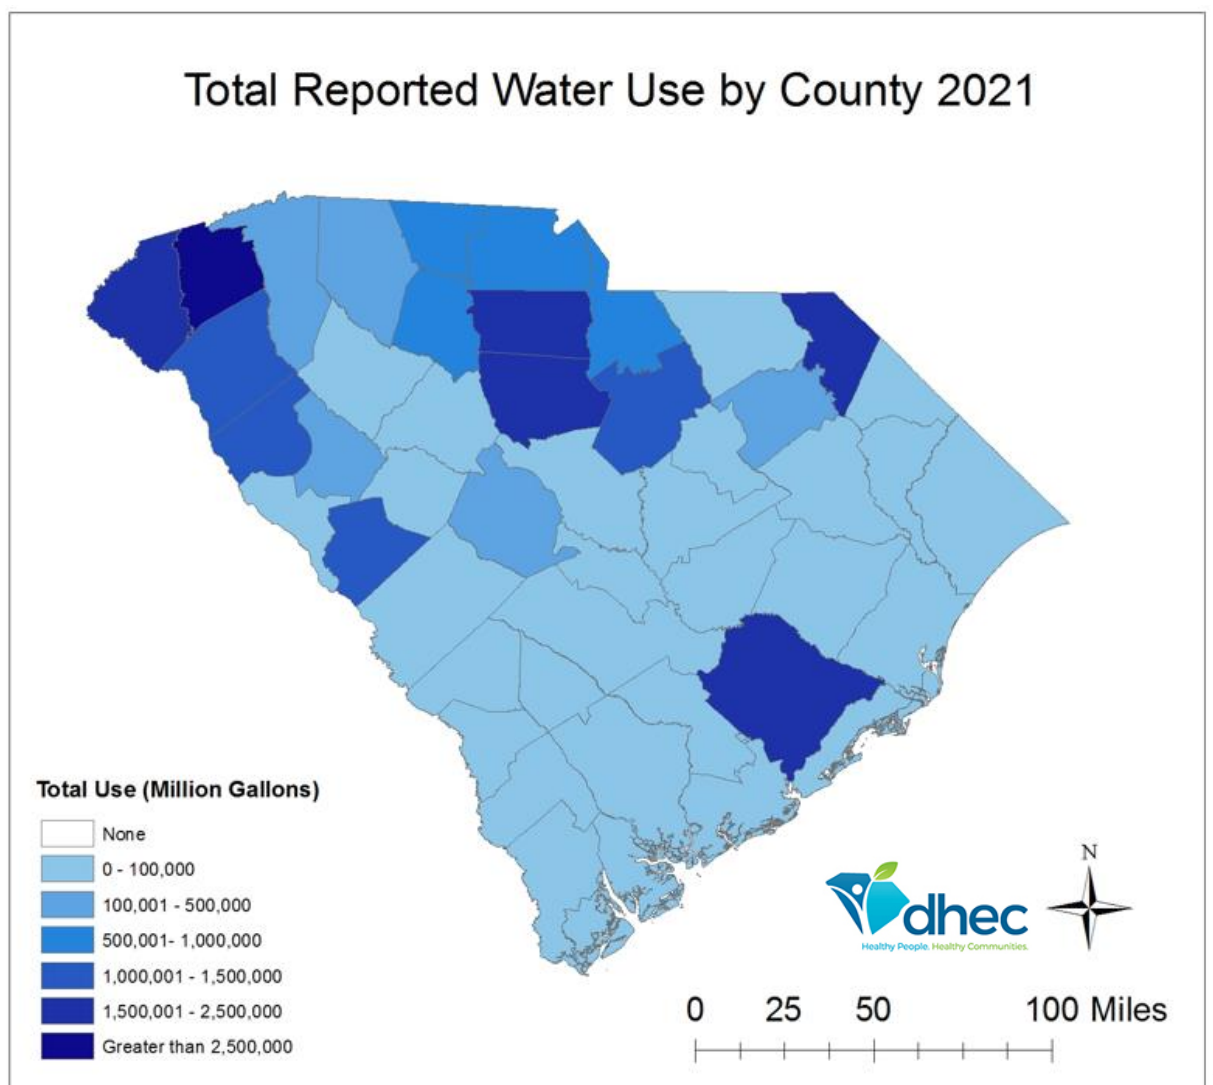 Total Reported Water Use by County 2021
Total Use (Million Gallons)
None
0 - 100,000
100,001 - 500,000
500,001- 1,000,000
1,000,001 - 1,500,000
1,500,001 - 2,500,000
Greater than 2,500,000
dhec
Healthy People. Healthy Communities.
N
0 25 50 100 Miles